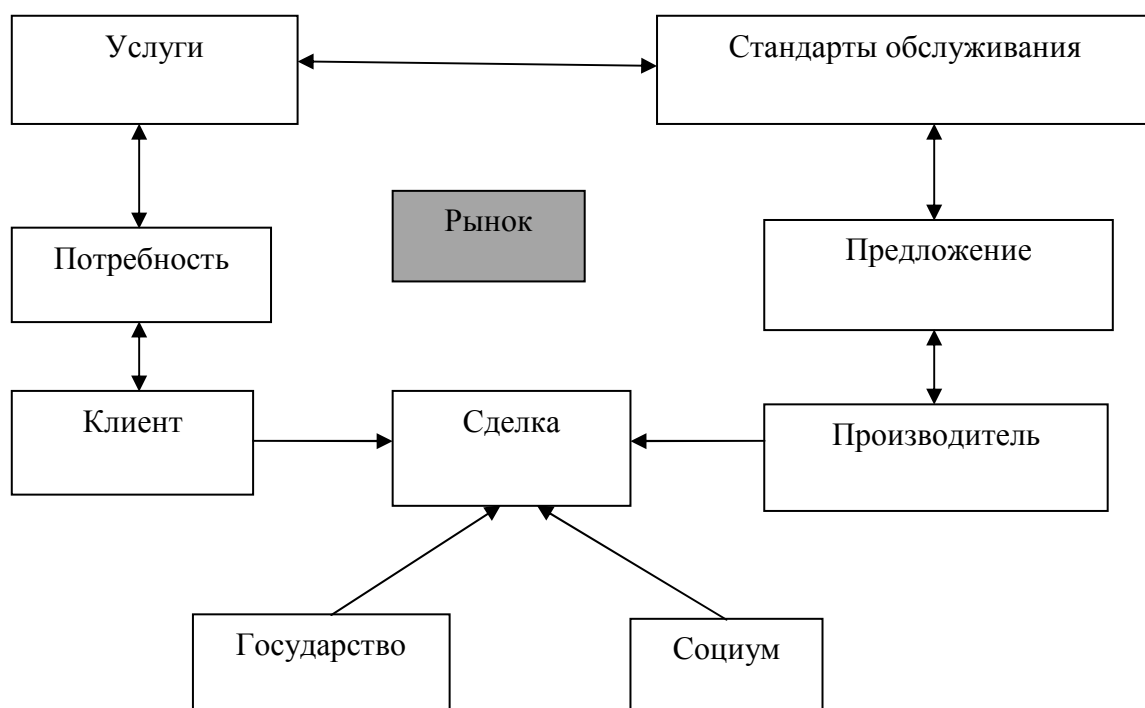 Услуги
Стандарты обслуживания
Рынок
Потребность
Предложение
Клиент
Сделка
Производитель
Государство
Социум